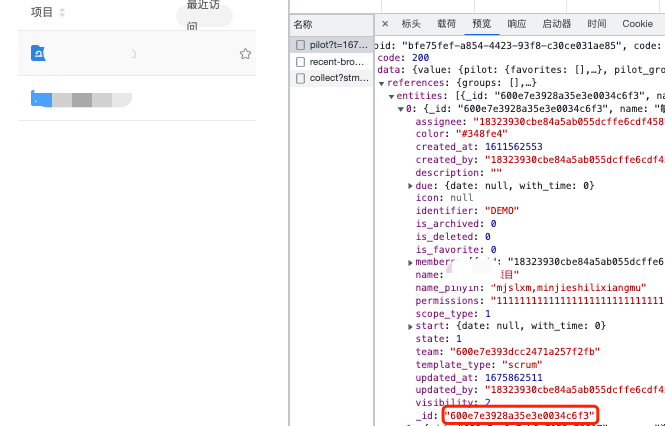 项目
最近访
问
名称
pilot?t=167...
recent-bro...
collect?stm...
× 标头 载荷 预览 响应 启动器 时间 Cookie
oid: "bfe75fef-a854-4423-93f8-c30ce031ae85", code:
code: 200
data: {value: {pilot: {favorites: [],…}, pilot_gro
references: {groups: [],…}
entities: [{_id: "600e7e3928a35e3e0034c6f3", na
0: {_id: "600e7e3928a35e3e0034c6f3", name: "敏
assignee: "18323930cbe84a5ab055dcffe6cdf458"
color: "#348fe4"
created_at: 1611562553
created_by: "18323930cbe84a5ab055dcffe6cdf4
description: ""
due: {date: null, with_time: 0}
icon: null
identifier: "DEMO"
is_archived: 0
is_deleted: 0
is_favorite: 0
members: [{_id: "18323930cbe84a5ab055dcffe6
name: 项目"
name_pinyin: "mjslxm,minjieshilixiangmu"
permissions: "11111111111111111111111111111
scope_type: 1
start: {date: null, with_time: 0}
state: 1
team: "600e7e393dcc2471a257f2fb"
template_type: "scrum"
updated_at: 1675862511
updated_by: "18323930cbe84a5ab055dcffe6cdf4
visibility: 2
_id: "600e7e3928a35e3e0034c6f3"